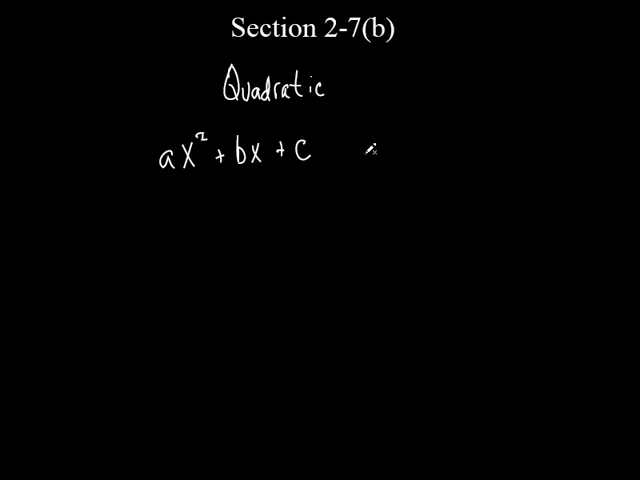 Section 2-7(b)
Quadratic
ax² + bx + c